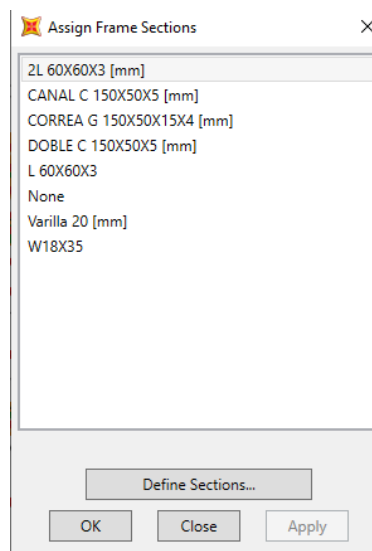 Assign Frame Sections
2L 60X60X3 [mm]
CANAL C 150X50X5 [mm]
CORREA G 150X50X15X4 [mm]
DOBLE C 150X50X5 [mm]
L 60X60X3
None
Varilla 20 [mm]
W18X35
Define Sections...
OK Close Apply